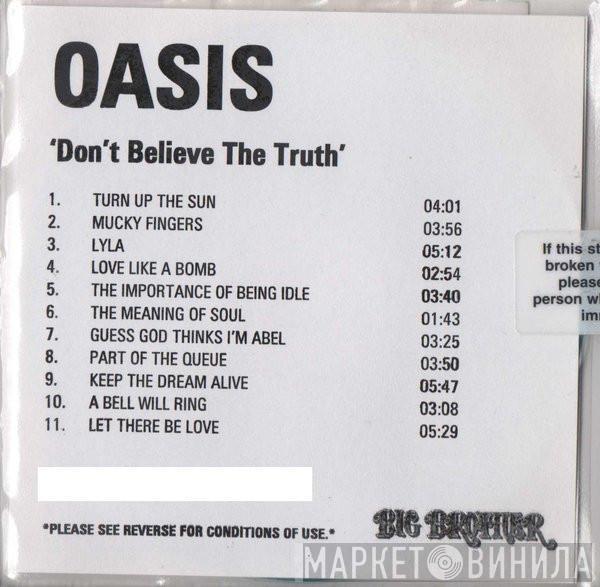 OASIS
'Don't Believe The Truth'
1. TURN UP THE SUN 04:01
2. MUCKY FINGERS 03:56
3. LYLA 05:12
4. LOVE LIKE A BOMB 02:54
5. THE IMPORTANCE OF BEING IDLE 03:40
6. THE MEANING OF SOUL 01:43
7. GUESS GOD THINKS I'M ABEL 03:25
8. PART OF THE QUEUE 03:50
9. KEEP THE DREAM ALIVE 05:47
10. A BELL WILL RING 03:08
11. LET THERE BE LOVE 05:29
If this st
broken
please
person w
im
*PLEASE SEE REVERSE FOR CONDITIONS OF USE.*
BIG BROTHER
МАРКЕТ ВИНИЛА